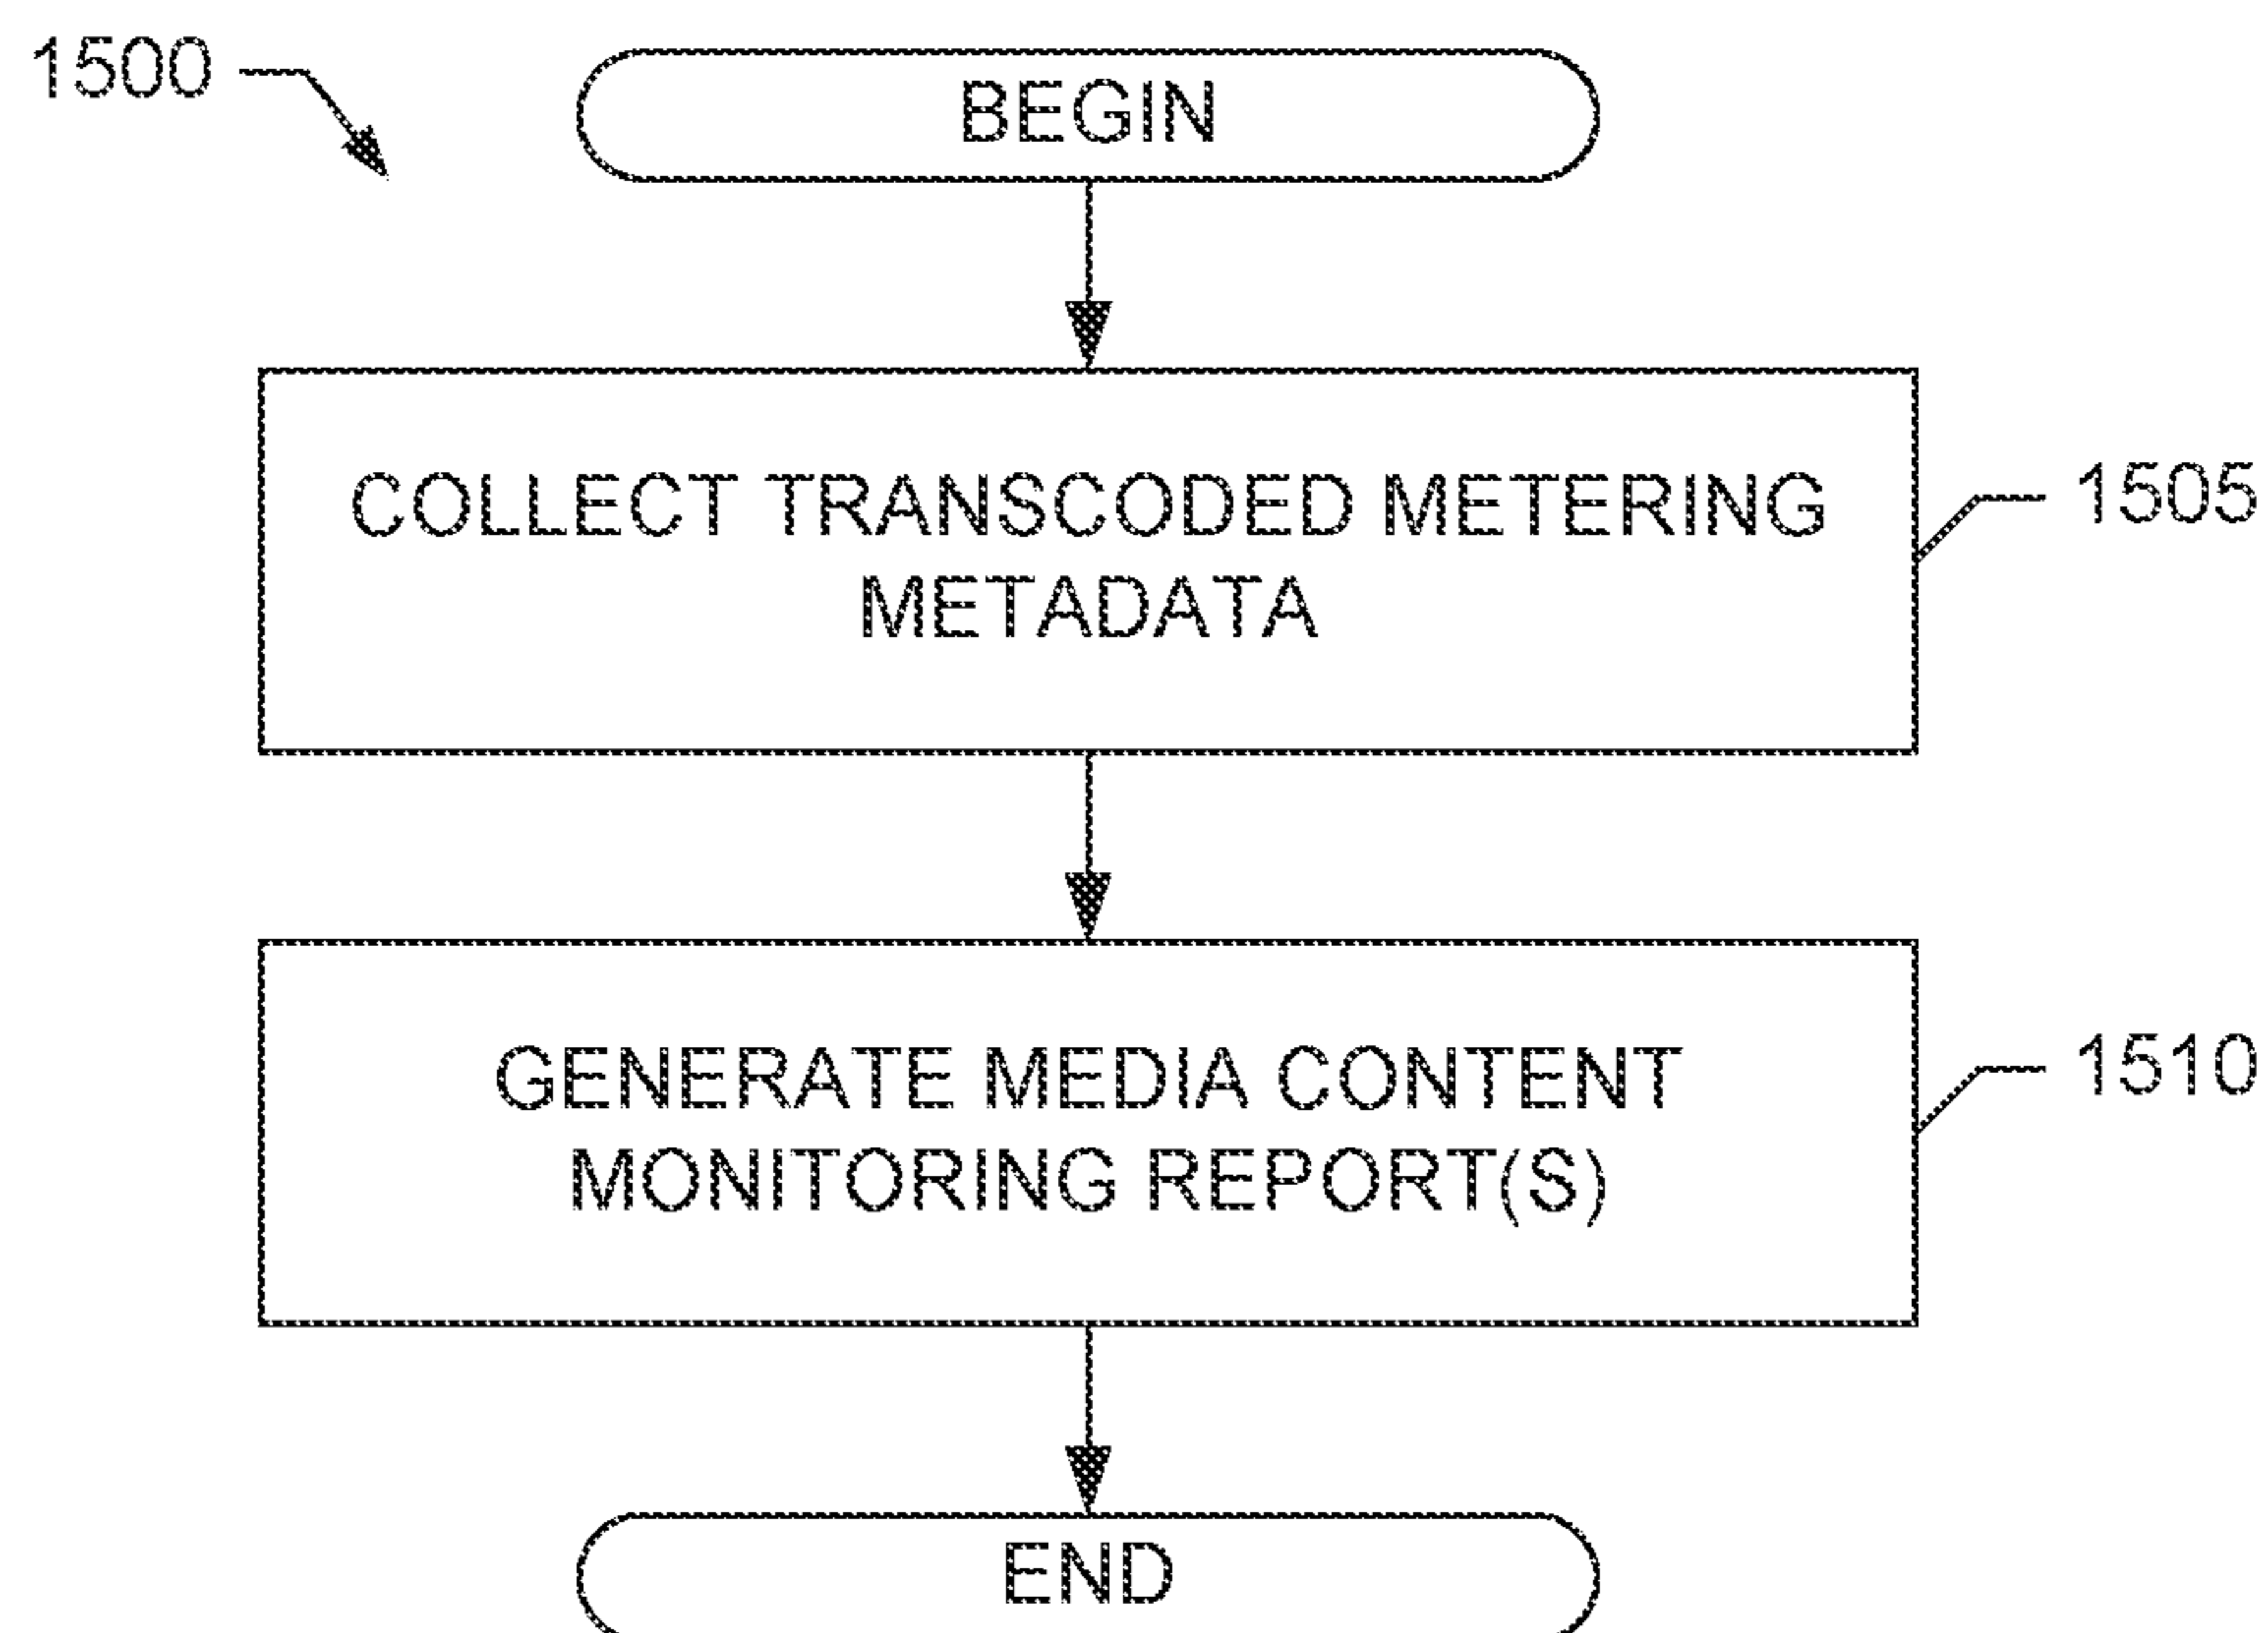 1500
BEGIN
COLLECT TRANSCODED METERING
METADATA
1505
GENERATE MEDIA CONTENT
MONITORING REPORT(S)
1510
END